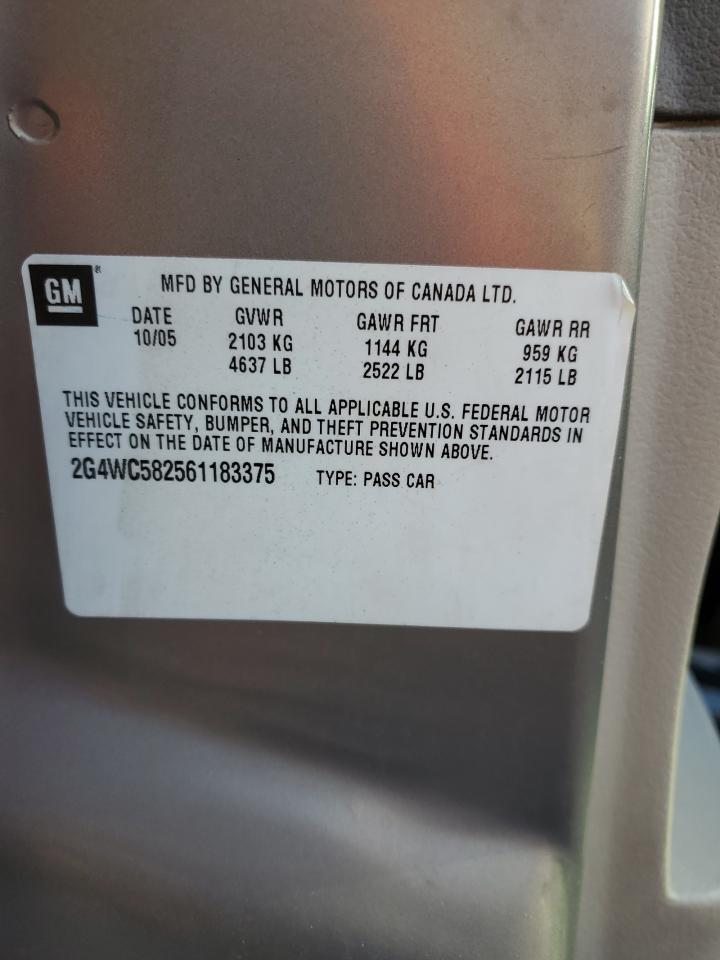 GM ®
MFD BY GENERAL MOTORS OF CANADA LTD.
DATE GVWR GAWR FRT GAWR RR
10/05 2103 KG 1144 KG 959 KG
4637 LB 2522 LB 2115 LB
THIS VEHICLE CONFORMS TO ALL APPLICABLE U.S. FEDERAL MOTOR
VEHICLE SAFETY, BUMPER, AND THEFT PREVENTION STANDARDS IN
EFFECT ON THE DATE OF MANUFACTURE SHOWN ABOVE.
2G4WC582561183375 TYPE: PASS CAR